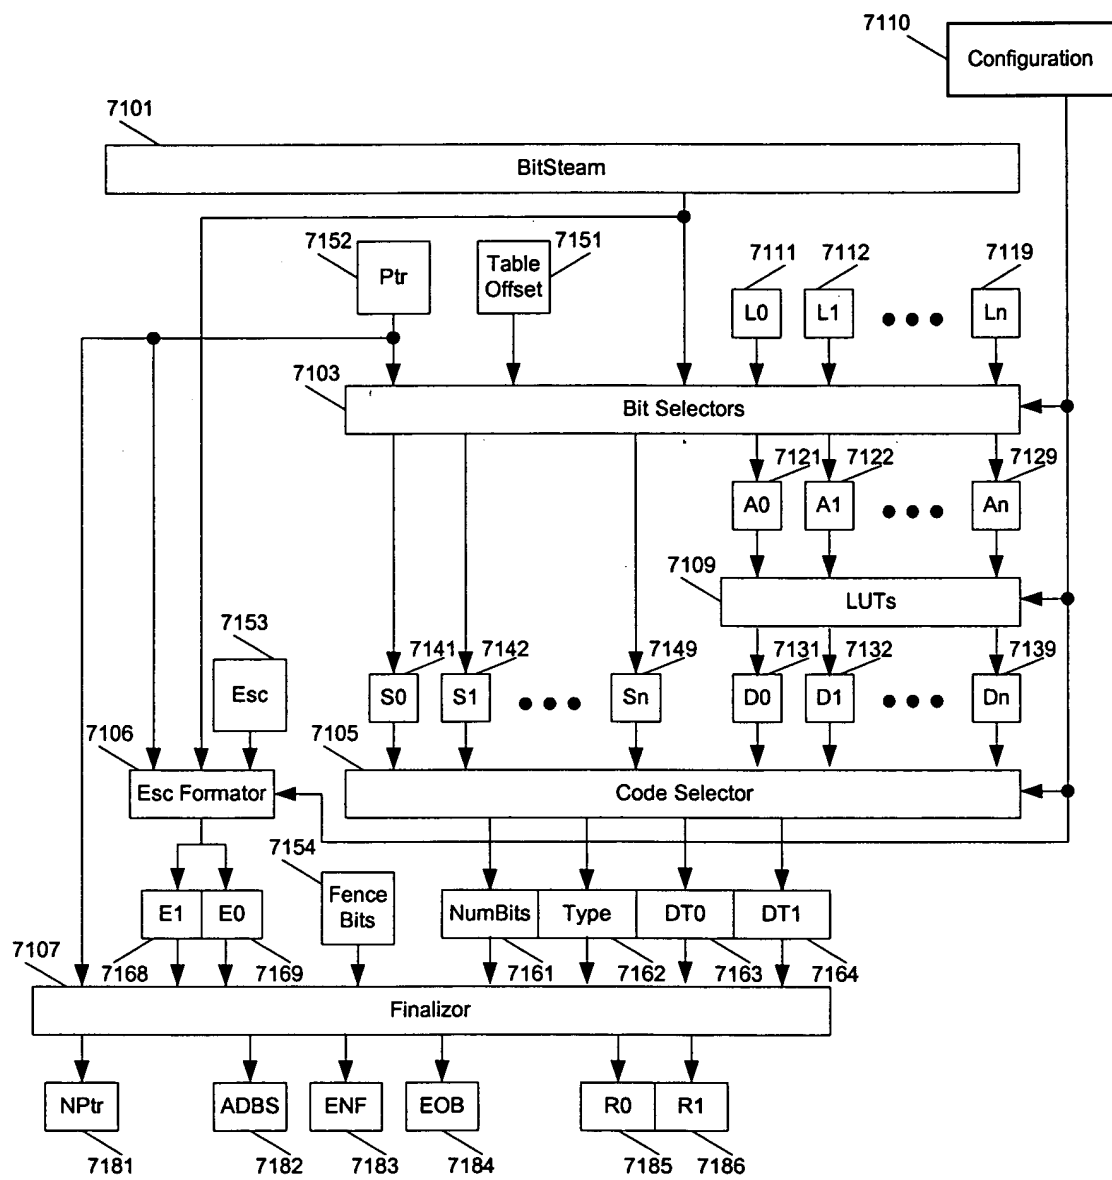 7110
Configuration
7101
BitSteam
7152
Ptr
7151
Table
Offset
7111
L0
7112
L1
7119
Ln
7103
Bit Selectors
7121
A0
7122
A1
7129
An
7109
LUTs
7153
Esc
7141
S0
7142
S1
7149
Sn
7131
D0
7132
D1
7139
Dn
7106
Esc Formator
7105
Code Selector
7154
Fence
Bits
E1
E0
NumBits
Type
DT0
DT1
7107
7168
7169
7161
7162
7163
7164
Finalizor
NPtr
ADBS
ENF
EOB
R0
R1
7181
7182
7183
7184
7185
7186